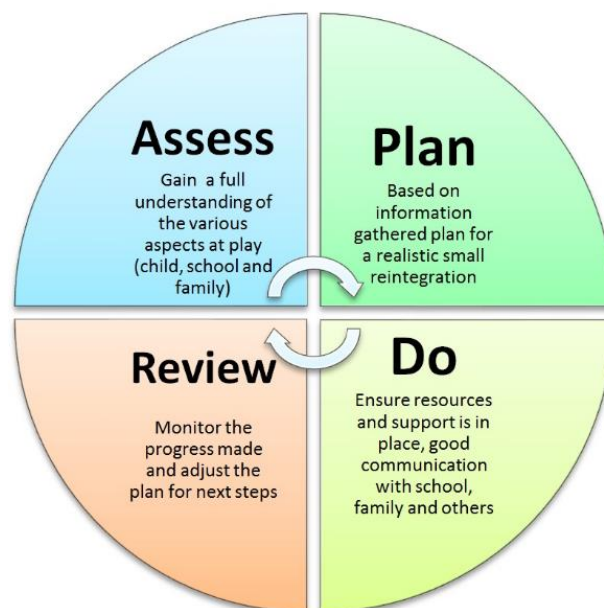 Assess
Gain a full
understanding of
the various
aspects at play
(child, school and
family)
Plan
Based on
information
gathered plan for
a realistic small
reintegration
Review
Monitor the
progress made
and adjust the
plan for next steps
Do
Ensure resources
and support is in
place, good
communication
with school,
family and others